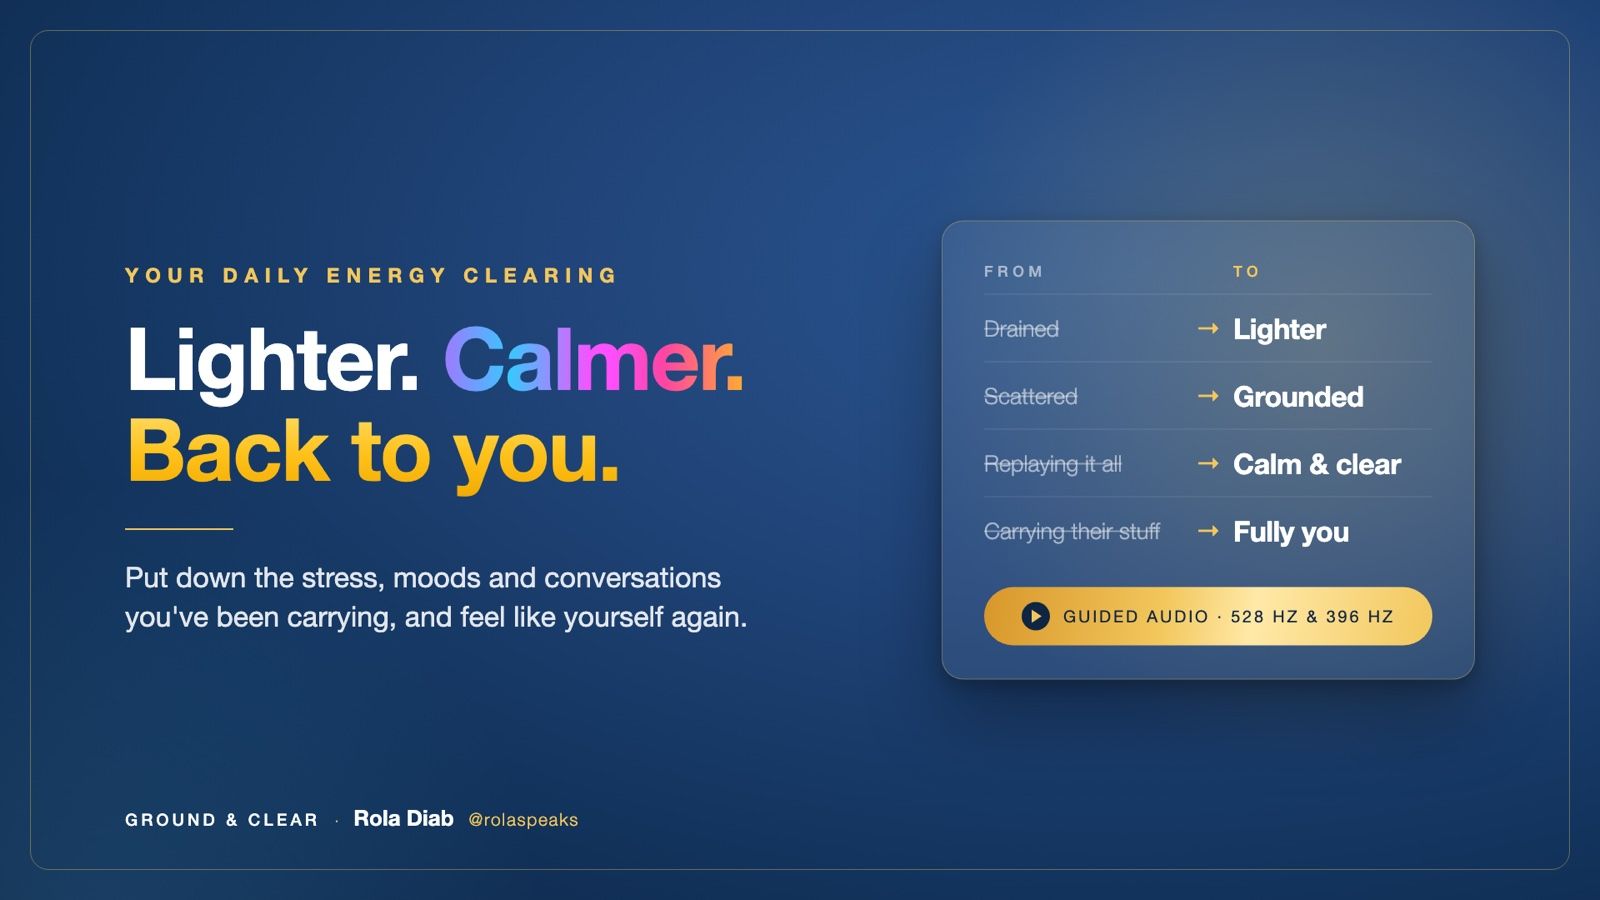 YOUR DAILY ENERGY CLEARING
Lighter. Calmer.
Back to you.
Put down the stress, moods and conversations
you've been carrying, and feel like yourself again.
GROUND & CLEAR · Rola Diab @rolaspeaks
FROM TO
Drained → Lighter
Scattered → Grounded
Replaying it all → Calm & clear
Carrying their stuff → Fully you
GUIDED AUDIO · 528 HZ & 396 HZ